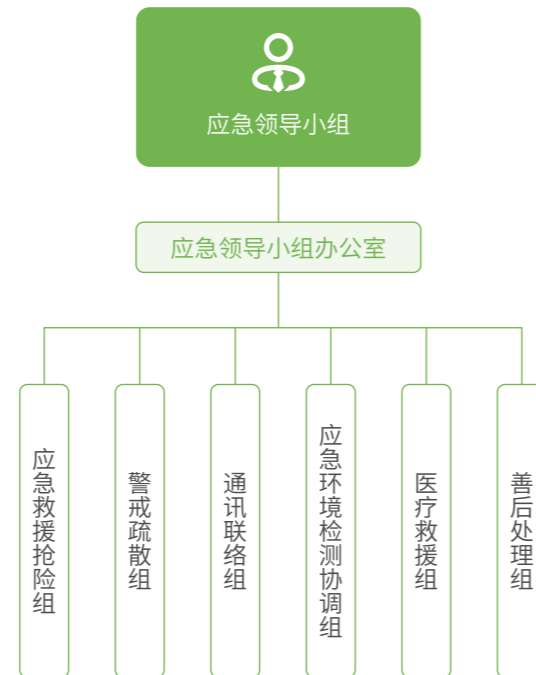 应急领导小组
应急领导小组办公室
应急救援抢险组
警戒疏散组
通讯联络组
应急环境检测协调组
医疗救援组
善后处理组